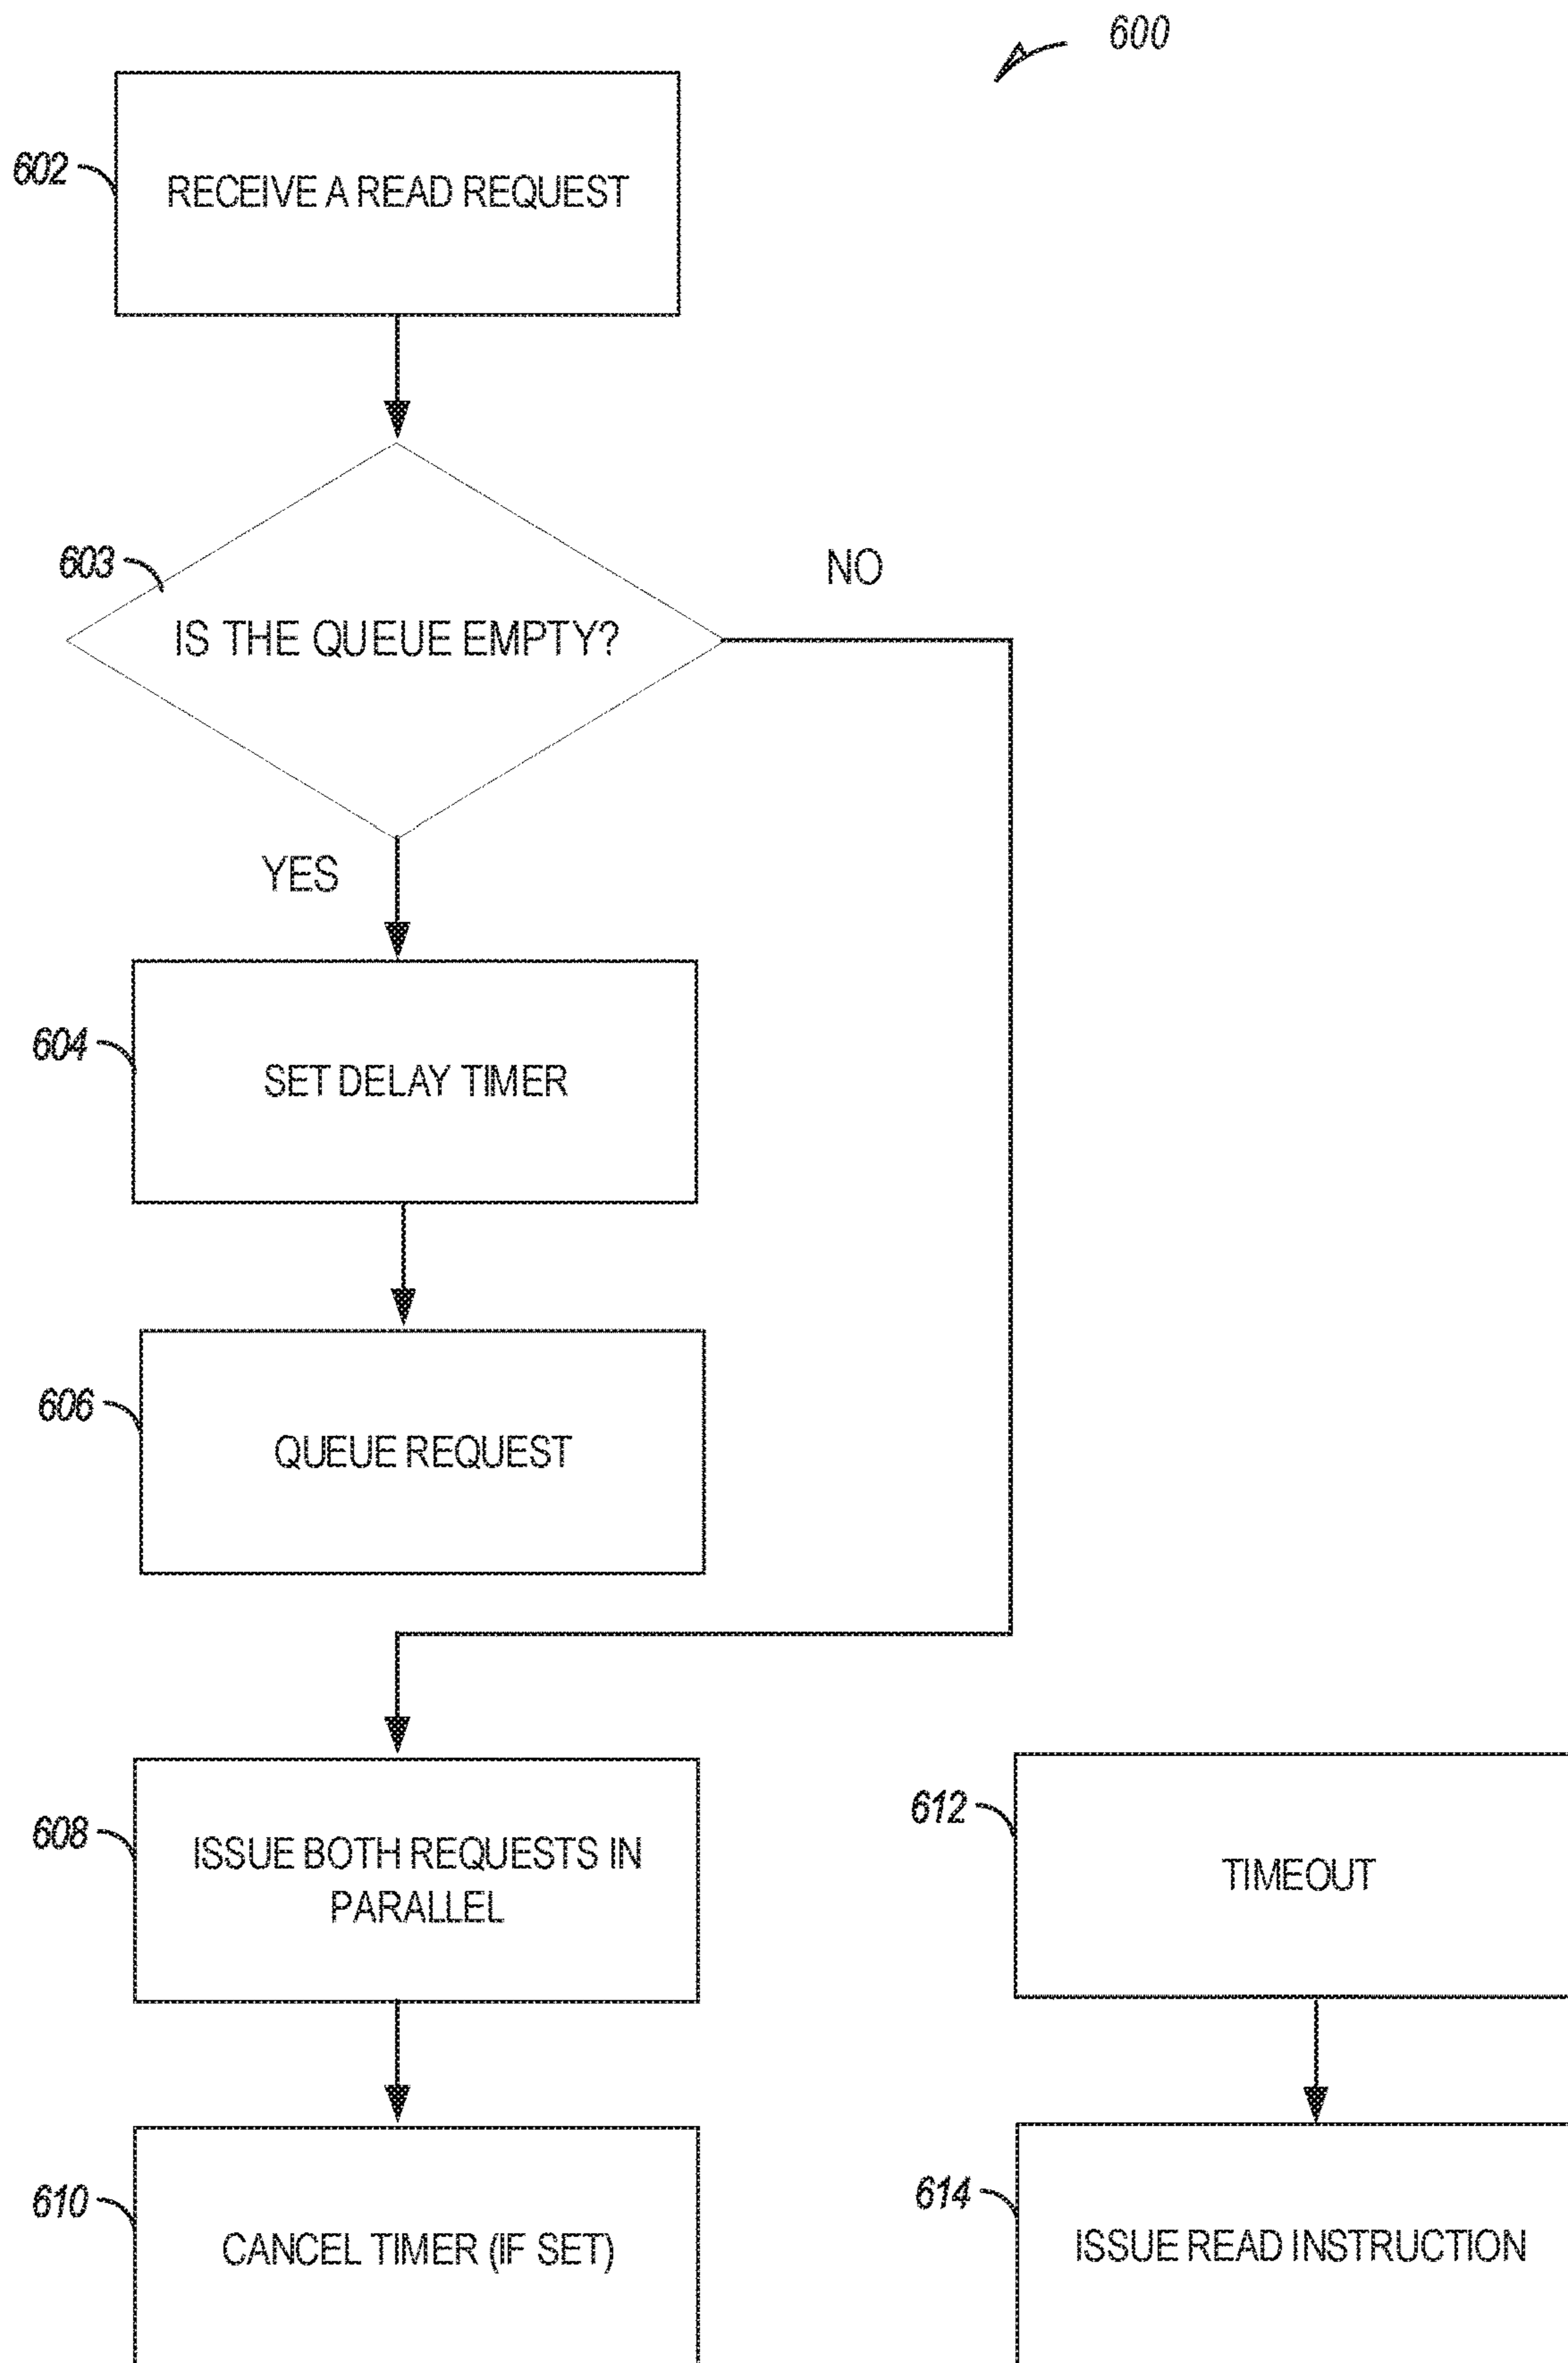 600
602
RECEIVE A READ REQUEST
603
NO
IS THE QUEUE EMPTY?
YES
604
SET DELAY TIMER
606
QUEUE REQUEST
608
ISSUE BOTH REQUESTS IN
PARALLEL
612
TIMEOUT
610
CANCEL TIMER (IF SET)
614
ISSUE READ INSTRUCTION